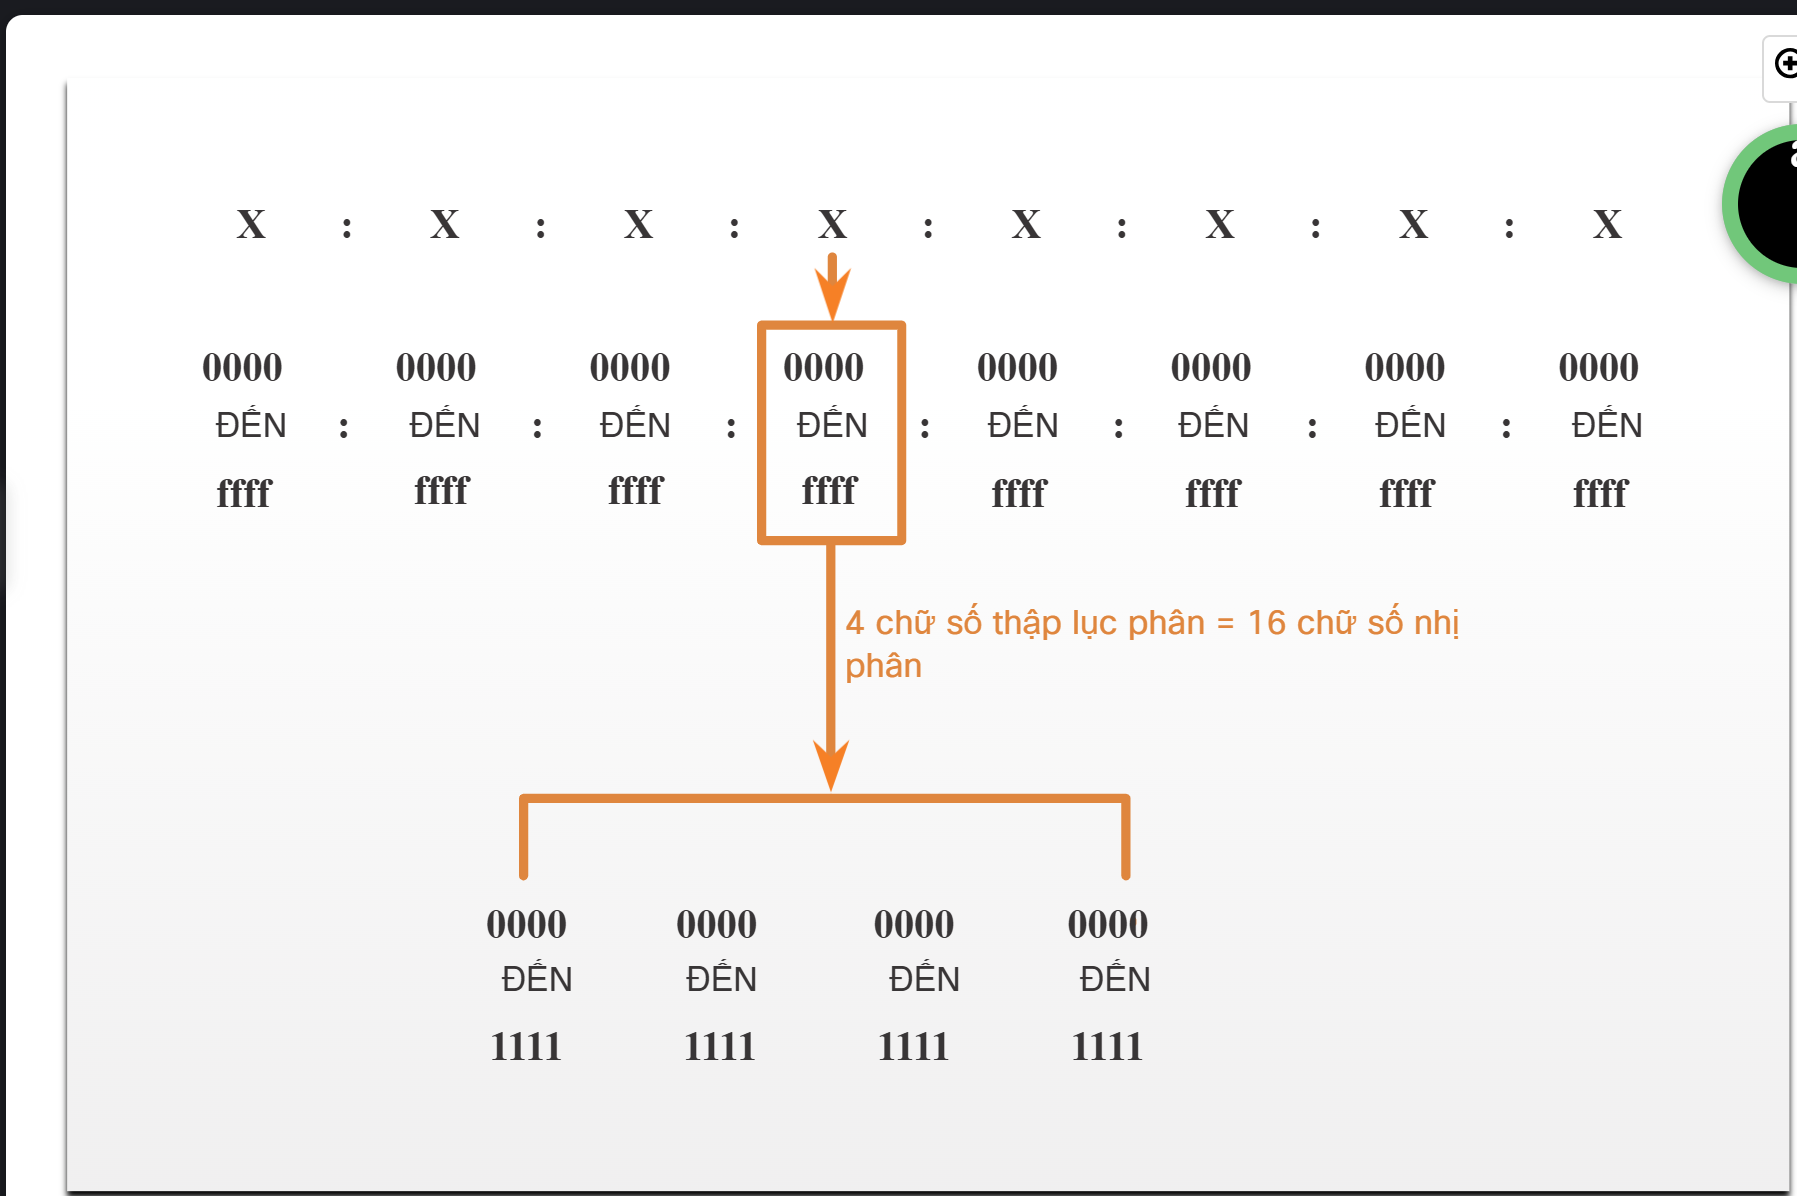 X : X : X : X : X : X : X : X
0000 0000 0000 0000 0000 0000 0000 0000
ĐẾN : ĐẾN : ĐẾN : ĐẾN : ĐẾN : ĐẾN : ĐẾN : ĐẾN
ffff ffff ffff ffff ffff ffff ffff ffff
4 chữ số thập lục phân = 16 chữ số nhị
phân
0000 0000 0000 0000
ĐẾN ĐẾN ĐẾN ĐẾN
1111 1111 1111 1111